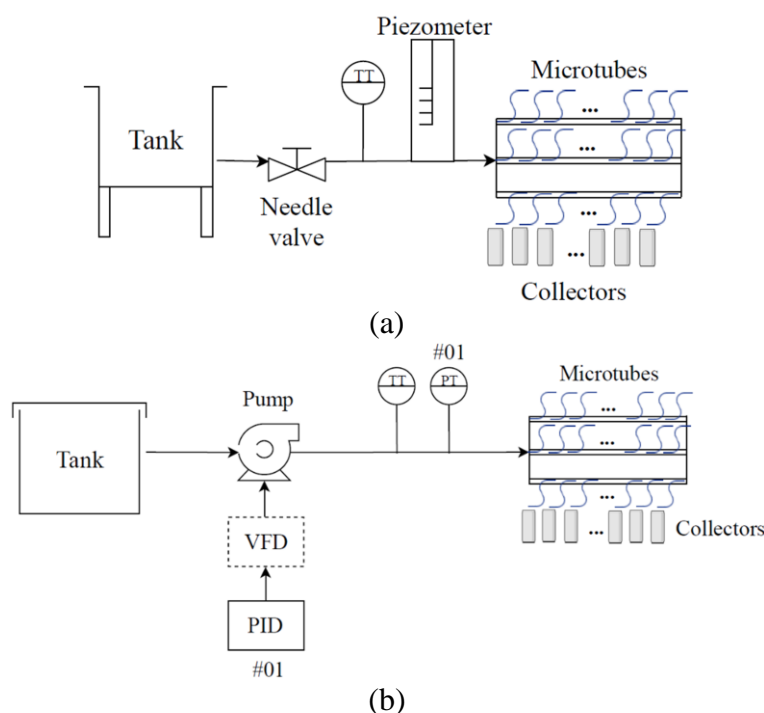 Piezometer
TT
Microtubes
...
Tank
...
Needle
valve
...
...
Collectors
(a)
#01
TT
PT
Microtubes
Pump
...
Tank
...
...
VFD
...
Collectors
PID
#01
(b)